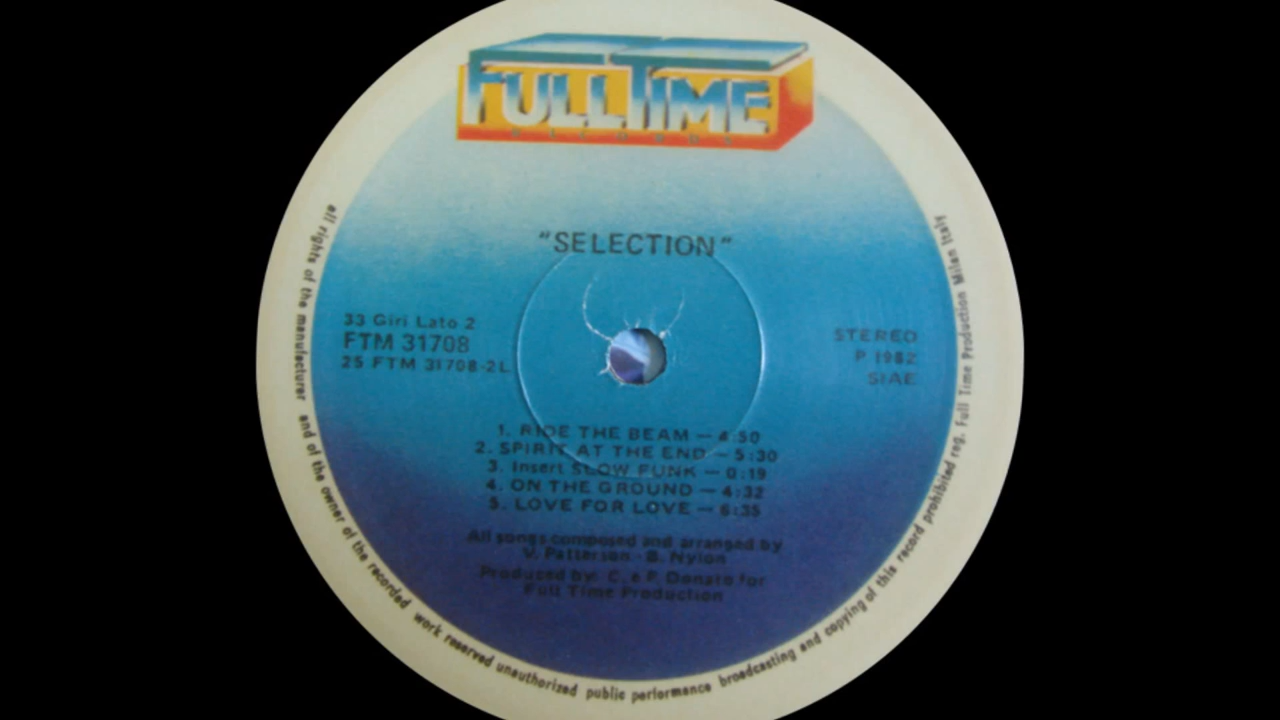 FULLTIME
RECORDS
"SELECTION"
33 Giri Lato 2
FTM 31708
25 FTM 31708-2L
STEREO
P 1982
SIAE
1. RIDE THE BEAM — 4:50
2. SPIRIT AT THE END — 5:30
3. Insert SLOW FUNK — 0:19
4. ON THE GROUND — 4:32
5. LOVE FOR LOVE — 6:35
All songs composed and arranged by
V. Patterson - B. Nylon
Produced by: C. e P. Donato for
Full Time Production
all rights of the manufacturer and of the owner of the recorded work reserved unauthorized public performance broadcasting and copying of this record prohibited reg. Full Time Production Milan Italy